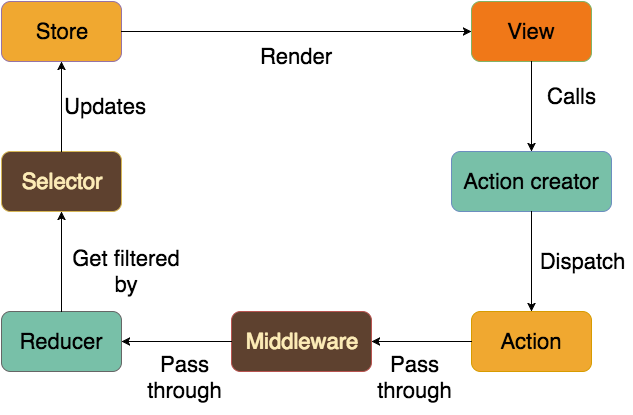 Store
View
Render
Updates
Calls
Selector
Action creator
Get filtered
by
Dispatch
Reducer
Middleware
Action
Pass
through
Pass
through